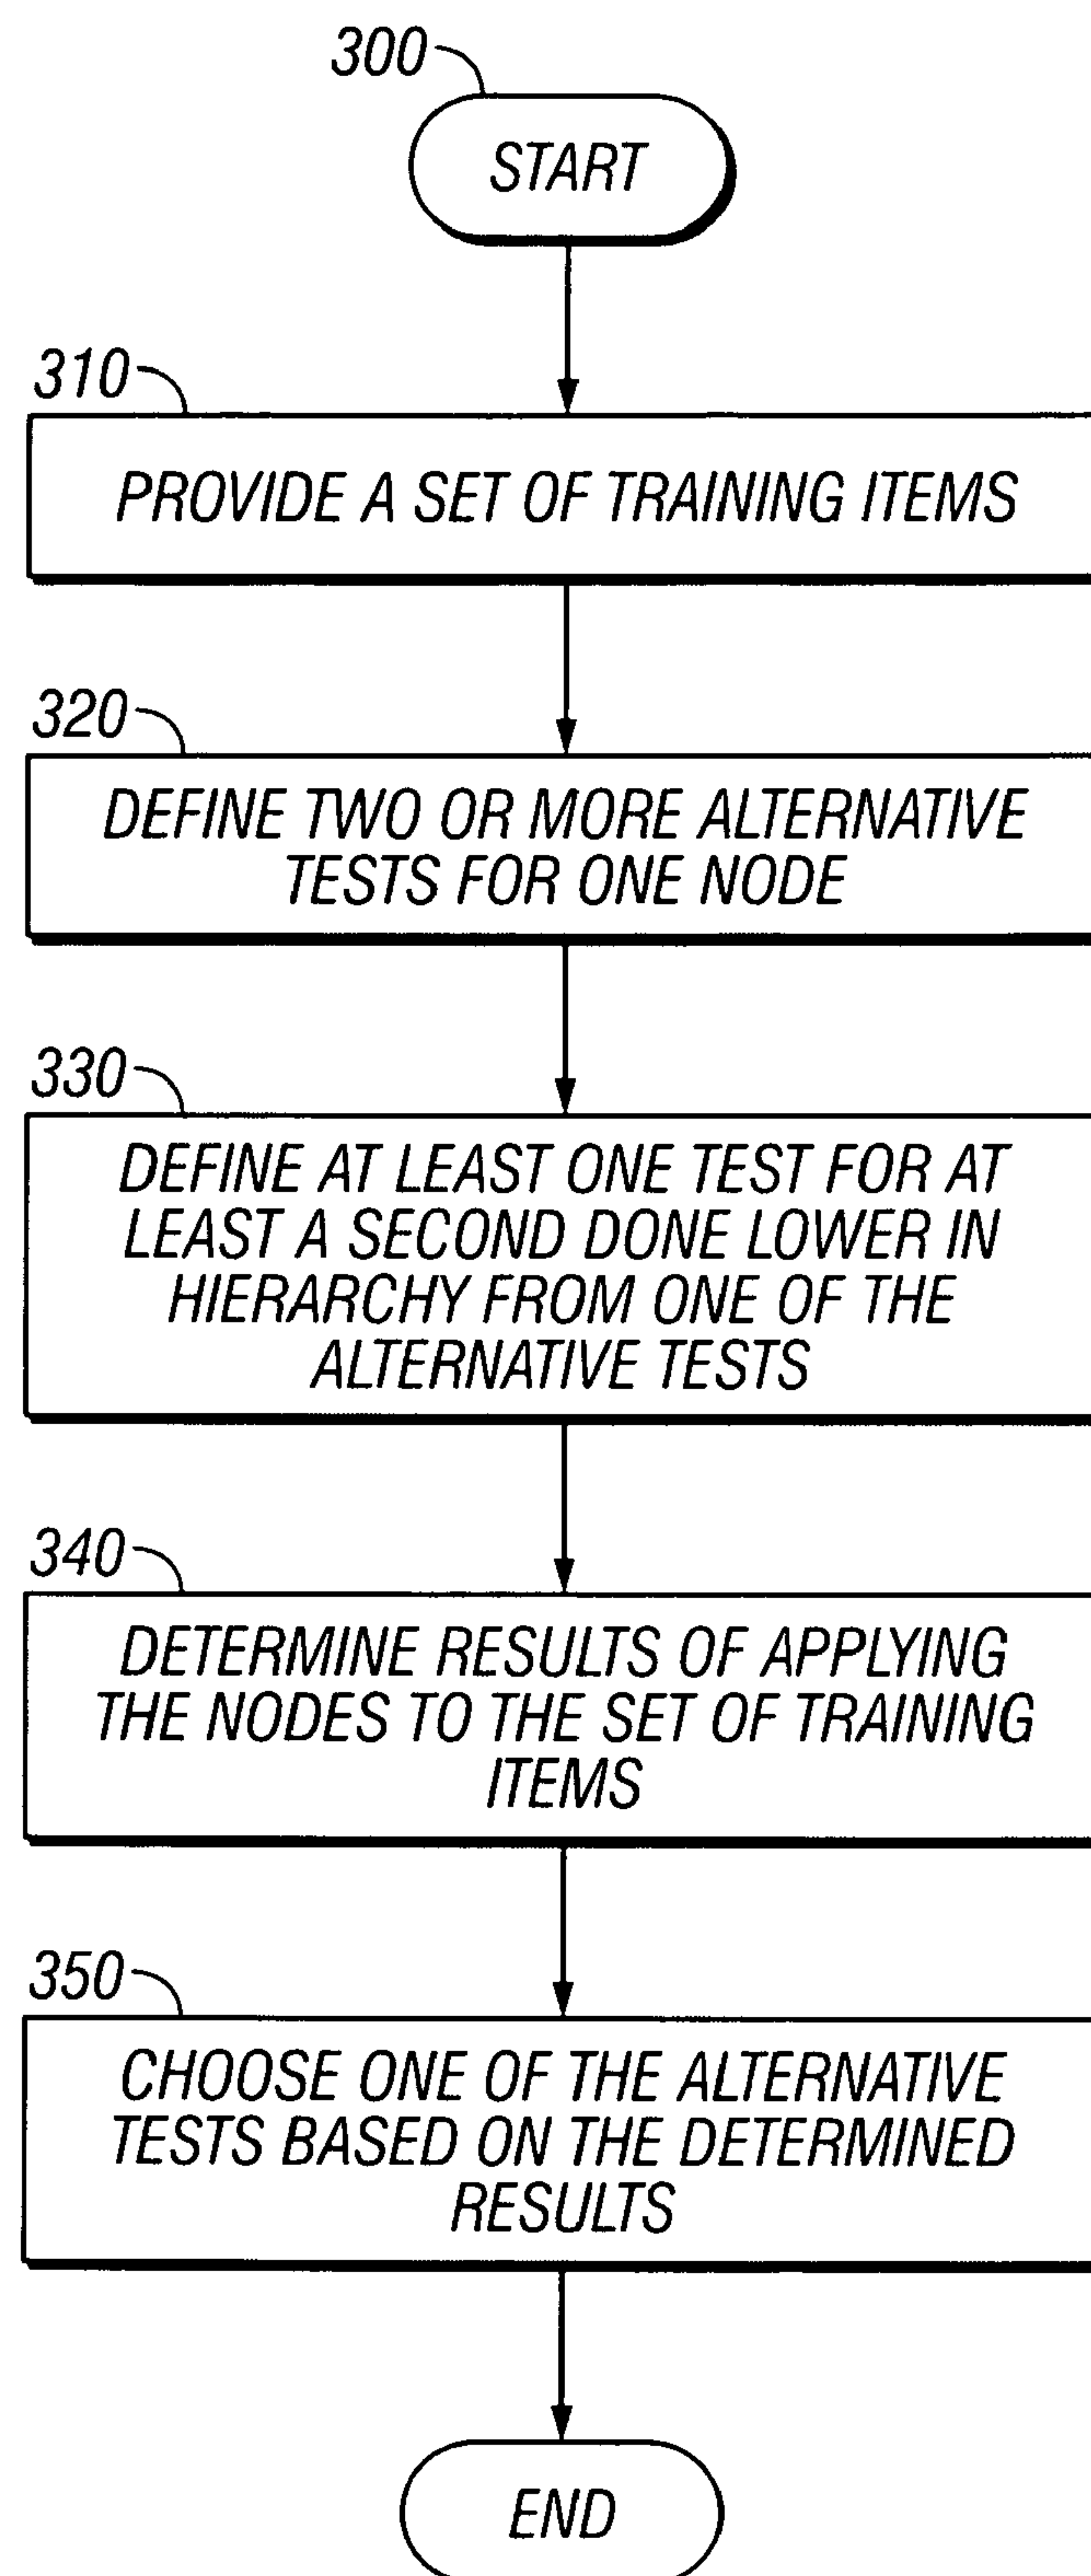 300
START
310
PROVIDE A SET OF TRAINING ITEMS
320
DEFINE TWO OR MORE ALTERNATIVE
TESTS FOR ONE NODE
330
DEFINE AT LEAST ONE TEST FOR AT
LEAST A SECOND DONE LOWER IN
HIERARCHY FROM ONE OF THE
ALTERNATIVE TESTS
340
DETERMINE RESULTS OF APPLYING
THE NODES TO THE SET OF TRAINING
ITEMS
350
CHOOSE ONE OF THE ALTERNATIVE
TESTS BASED ON THE DETERMINED
RESULTS
END